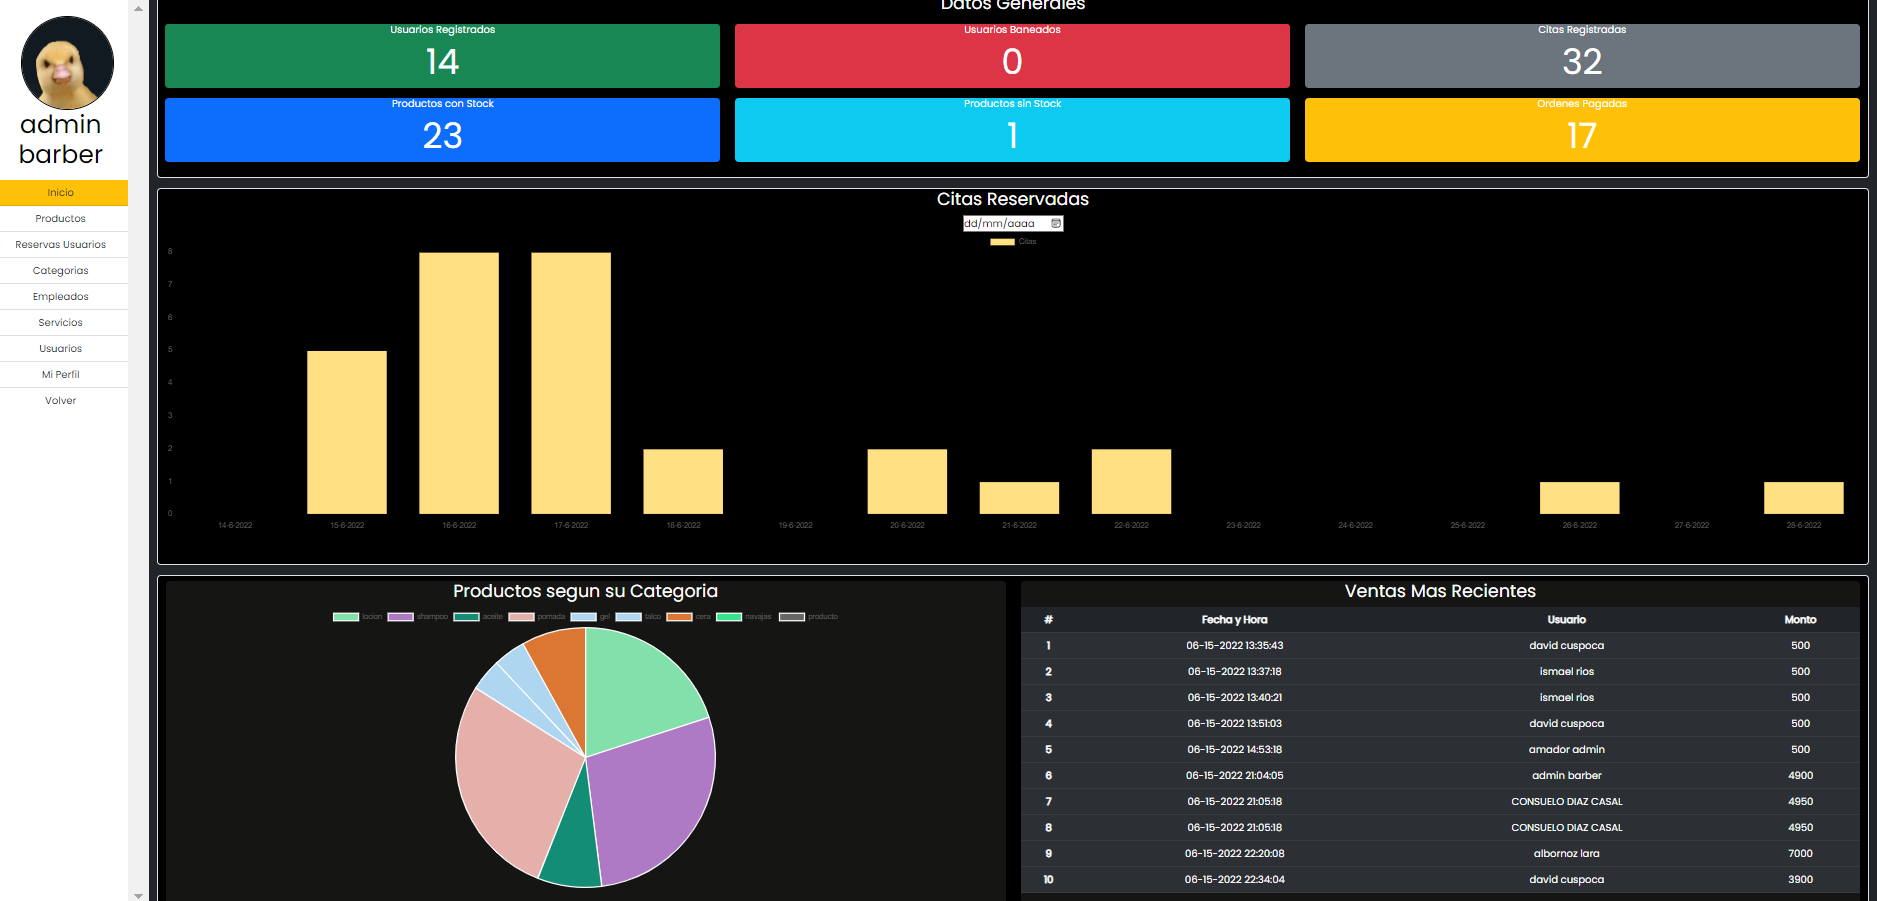 admin
barber
Inicio
Productos
Reservas Usuarios
Categorias
Empleados
Servicios
Usuarios
Mi Perfil
Volver
Datos Generales
Usuarios Registrados
14
Usuarios Baneados
0
Citas Registradas
32
Productos con Stock
23
Productos sin Stock
1
Ordenes Pagadas
17
Citas Reservadas
dd/mm/aaaa
Citas
8
7
6
5
4
3
2
1
0
14-6-2022 15-6-2022 16-6-2022 17-6-2022 18-6-2022 19-6-2022 20-6-2022 21-6-2022 22-6-2022 23-6-2022 24-6-2022 25-6-2022 26-6-2022 27-6-2022 28-6-2022
Productos segun su Categoria
locion shampoo aceite pomada gel talco cera navajas producto
Ventas Mas Recientes
# Fecha y Hora Usuario Monto
1 06-15-2022 13:35:43 david cuspoca 500
2 06-15-2022 13:37:18 ismael rios 500
3 06-15-2022 13:40:21 ismael rios 500
4 06-15-2022 13:51:03 david cuspoca 500
5 06-15-2022 14:53:18 amador admin 500
6 06-15-2022 21:04:05 admin barber 4900
7 06-15-2022 21:05:18 CONSUELO DIAZ CASAL 4950
8 06-15-2022 21:05:18 CONSUELO DIAZ CASAL 4950
9 06-15-2022 22:20:08 albornoz lara 7000
10 06-15-2022 22:34:04 david cuspoca 3900